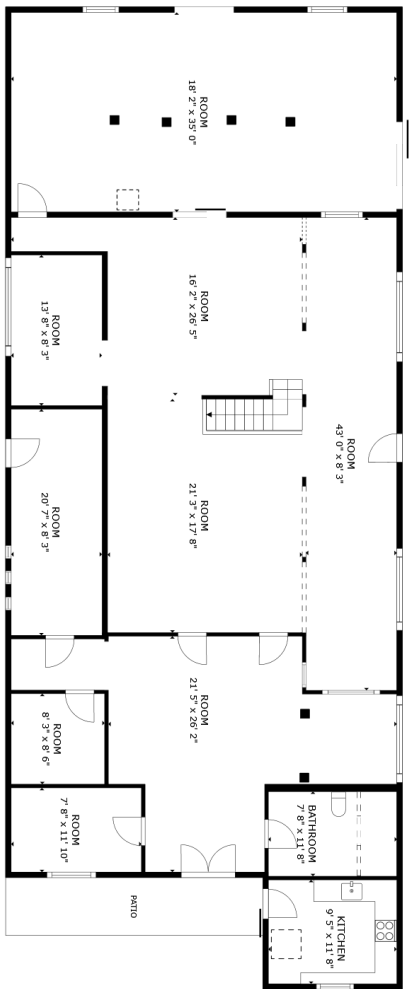 ROOM
18' 2" x 35' 0"
ROOM
16' 2" x 26' 5"
ROOM
13' 8" x 8' 3"
ROOM
43' 0" x 8' 3"
ROOM
20' 7" x 8' 3"
ROOM
21' 3" x 17' 8"
ROOM
21' 5" x 26' 2"
ROOM
8' 3" x 8' 6"
ROOM
7' 8" x 11' 10"
BATHROOM
7' 8" x 11' 8"
PATIO
KITCHEN
9' 5" x 11' 8"